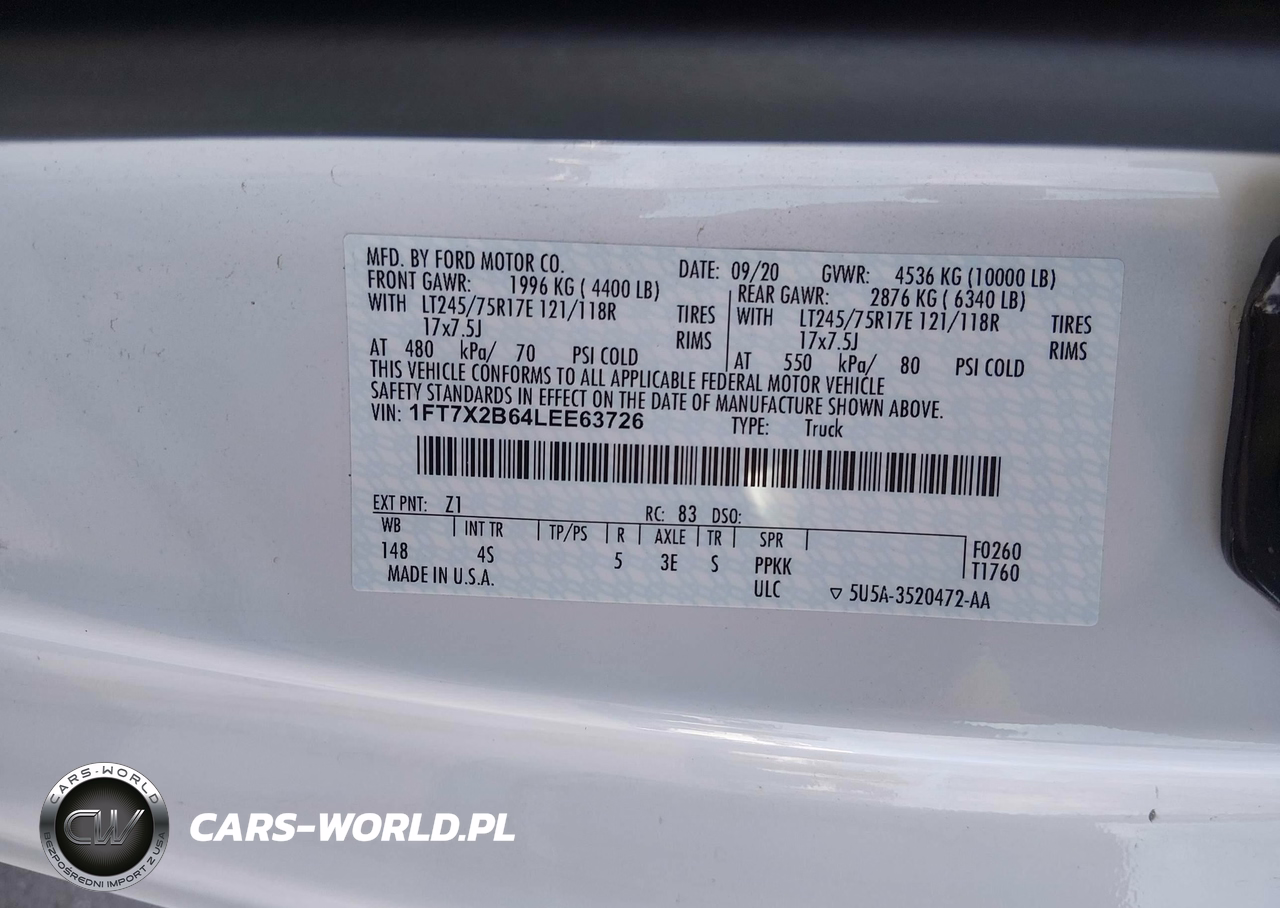 MFD. BY FORD MOTOR CO.
DATE: 09/20 GVWR: 4536 KG (10000 LB)
FRONT GAWR: 1996 KG ( 4400 LB)
REAR GAWR: 2876 KG ( 6340 LB)
WITH LT245/75R17E 121/118R TIRES
WITH LT245/75R17E 121/118R TIRES
17x7.5J RIMS
17x7.5J RIMS
AT 480 kPa/ 70 PSI COLD
AT 550 kPa/ 80 PSI COLD
THIS VEHICLE CONFORMS TO ALL APPLICABLE FEDERAL MOTOR VEHICLE
SAFETY STANDARDS IN EFFECT ON THE DATE OF MANUFACTURE SHOWN ABOVE.
VIN: 1FT7X2B64LEE63726 TYPE: Truck
EXT PNT: Z1 RC: 83 DSO:
WB INT TR TP/PS R AXLE TR SPR
148 4S 5 3E S PPKK
F0260
T1760
MADE IN U.S.A. ULC ▽ 5U5A-3520472-AA
CARS-WORLD
CW
BEZPOŚREDNI IMPORT Z USA
CARS-WORLD.PL